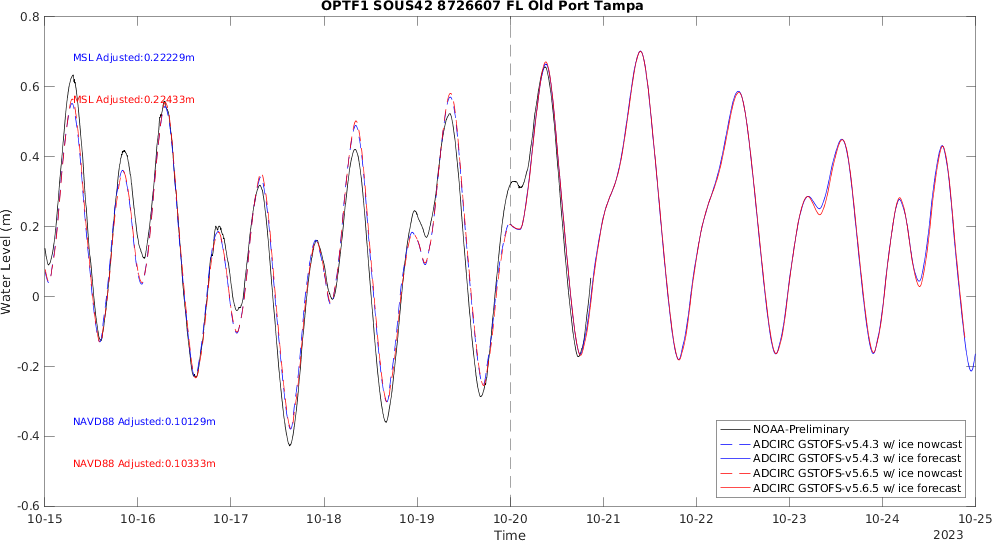 OPTF1 SOUS42 8726607 FL Old Port Tampa
0.8
0.6
0.4
0.2
0
-0.2
-0.4
-0.6
Water Level (m)
MSL Adjusted:0.22229m
MSL Adjusted:0.22433m
NAVD88 Adjusted:0.10129m
NAVD88 Adjusted:0.10333m
NOAA-Preliminary
ADCIRC GSTOFS-v5.4.3 w/ ice nowcast
ADCIRC GSTOFS-v5.4.3 w/ ice forecast
ADCIRC GSTOFS-v5.6.5 w/ ice nowcast
ADCIRC GSTOFS-v5.6.5 w/ ice forecast
10-15 10-16 10-17 10-18 10-19 10-20 10-21 10-22 10-23 10-24 10-25
Time
2023